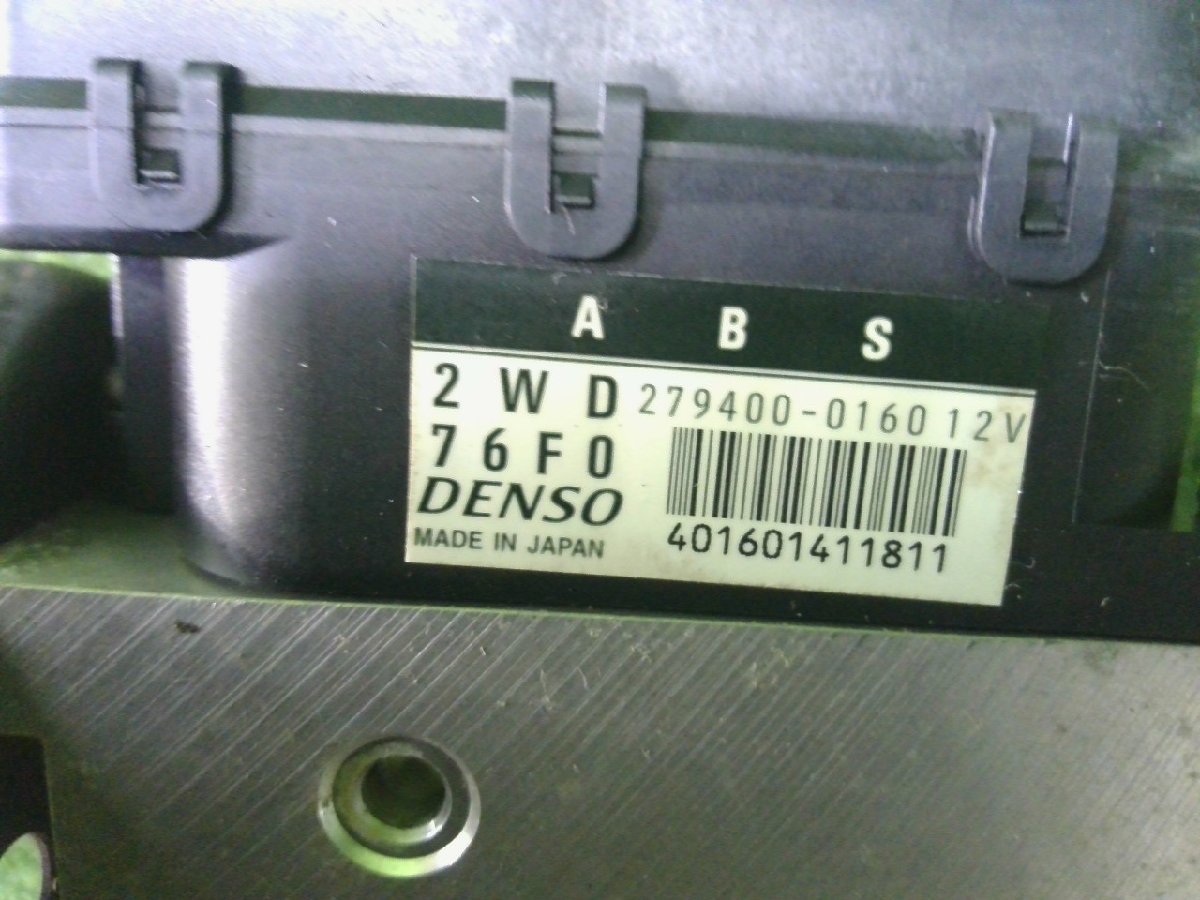 A B S
2 W D 279400-0160 12V
76F0
DENSO
MADE IN JAPAN
401601411811